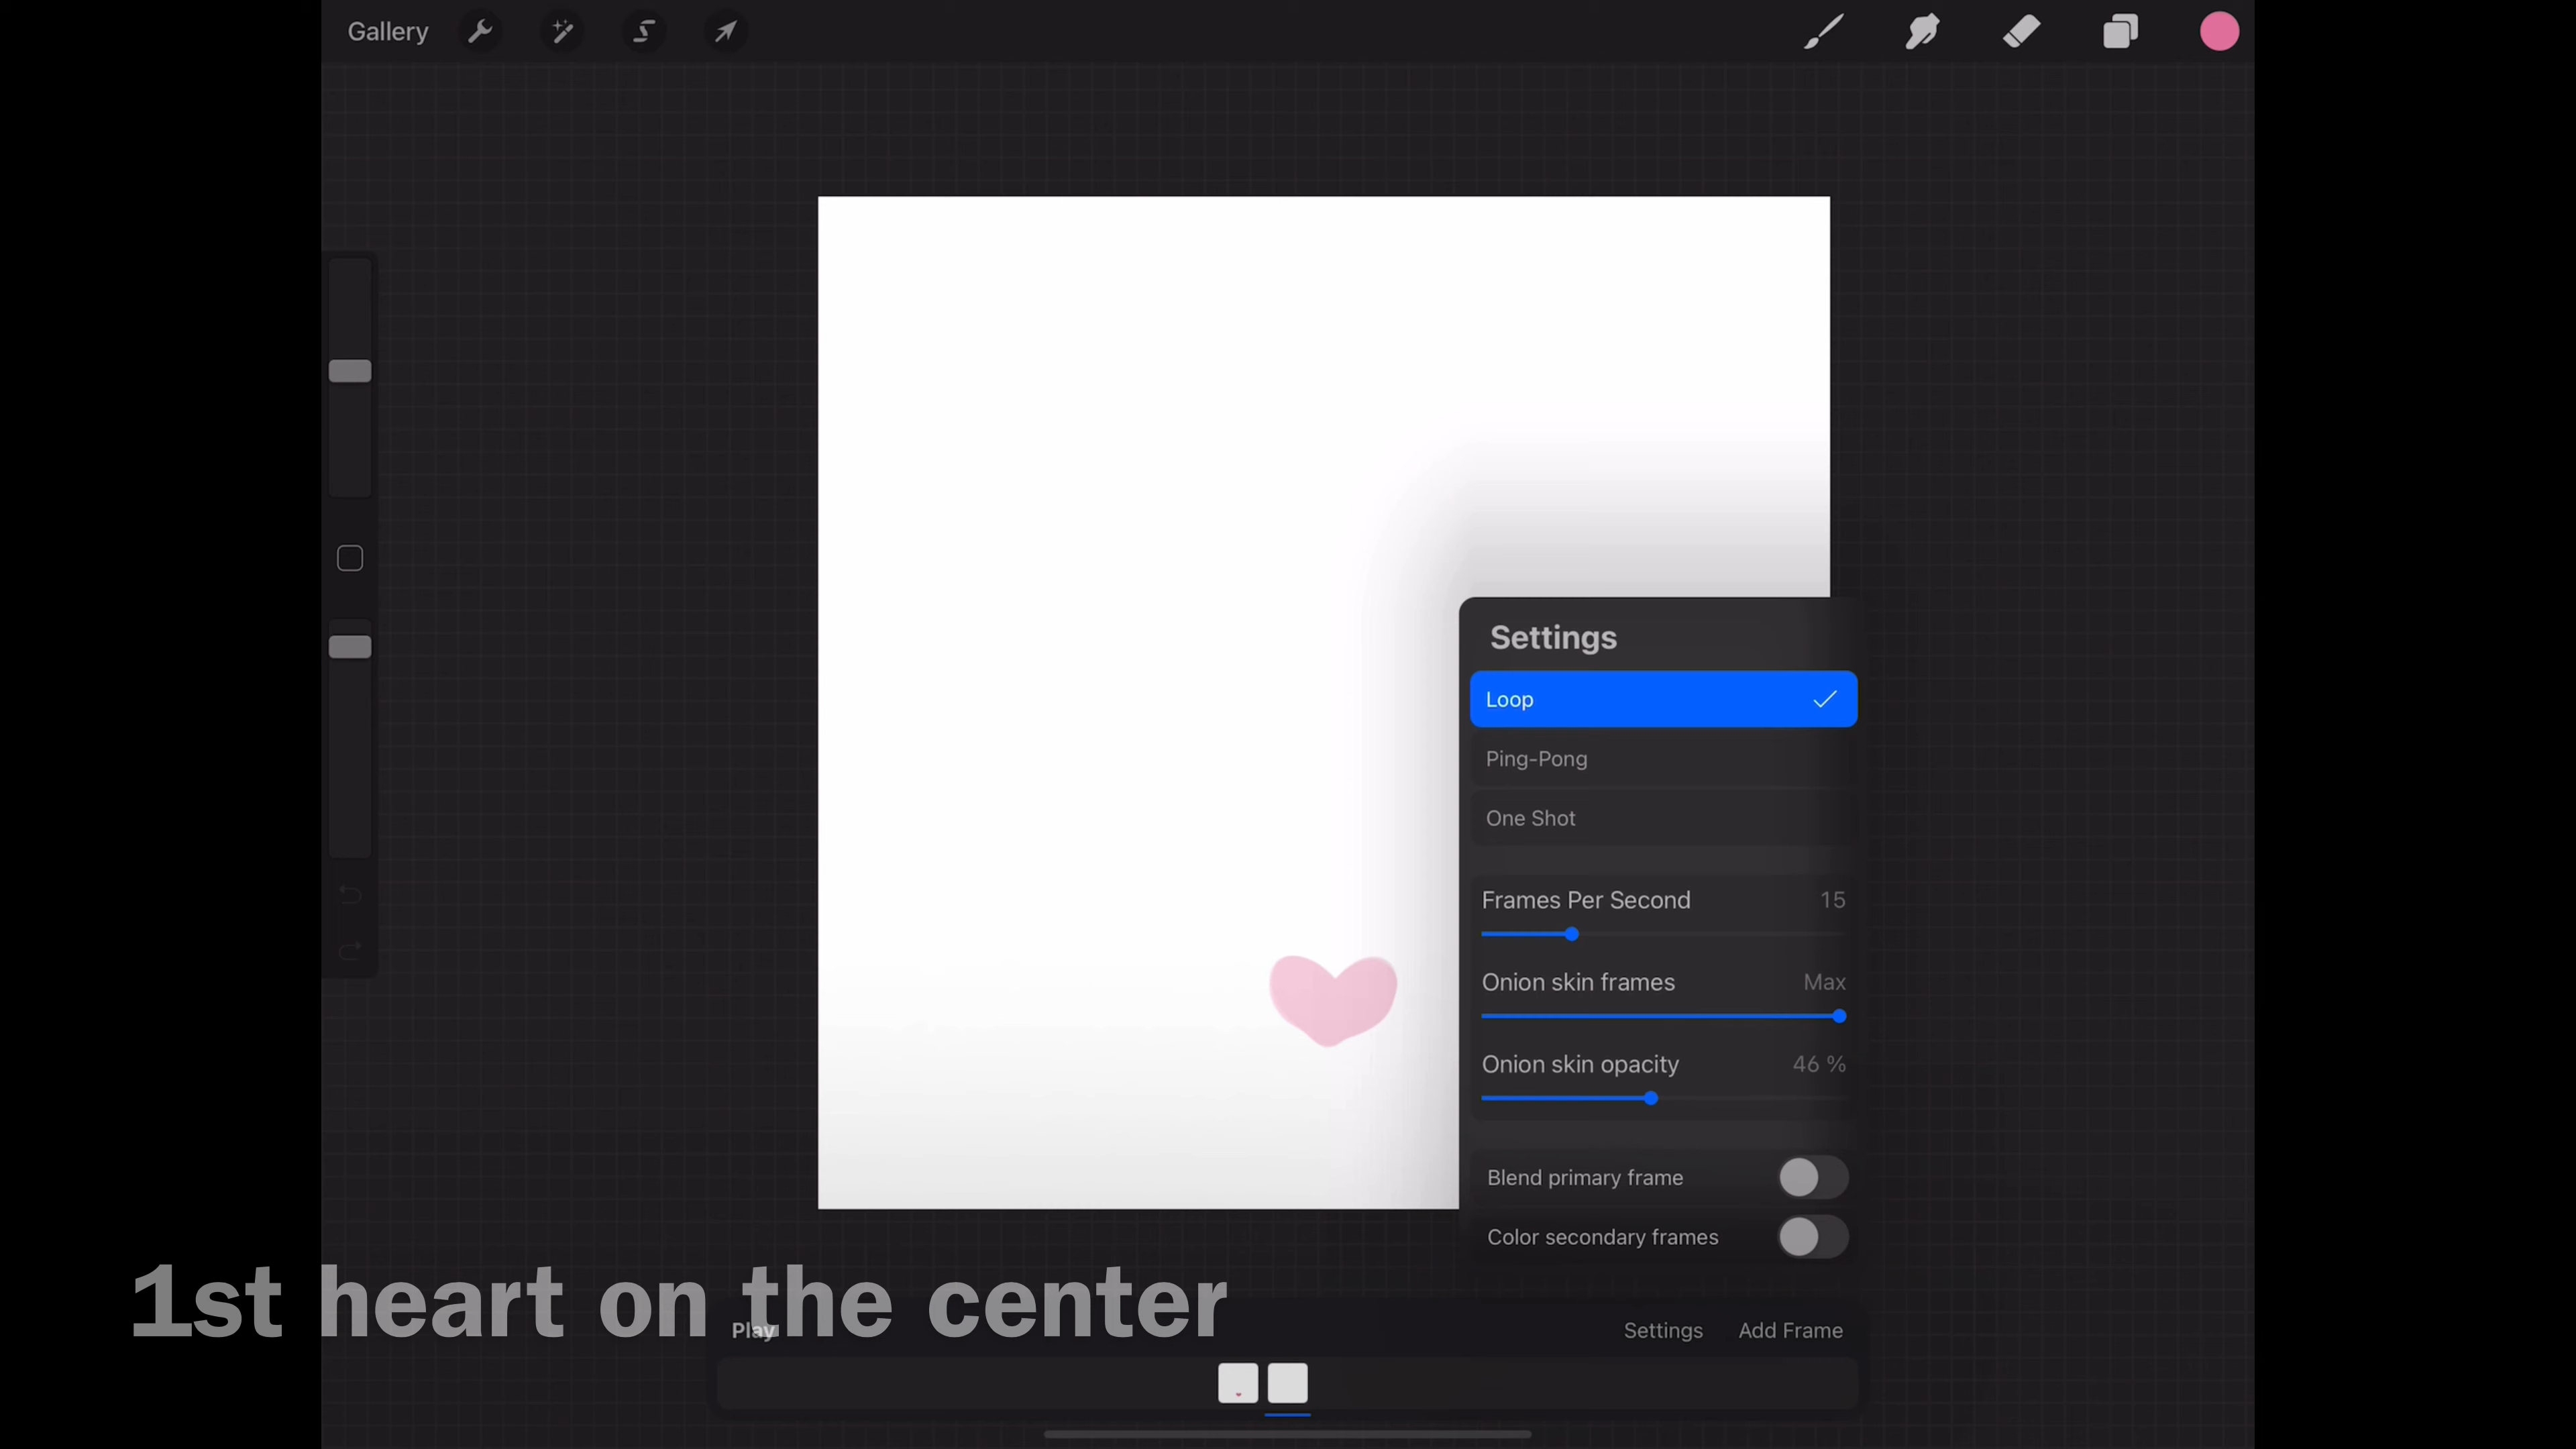 Gallery
Settings
Loop
Ping-Pong
One Shot
Frames Per Second 15
Onion skin frames Max
Onion skin opacity 46 %
Blend primary frame
Color secondary frames
1st heart on the center
Play Settings Add Frame